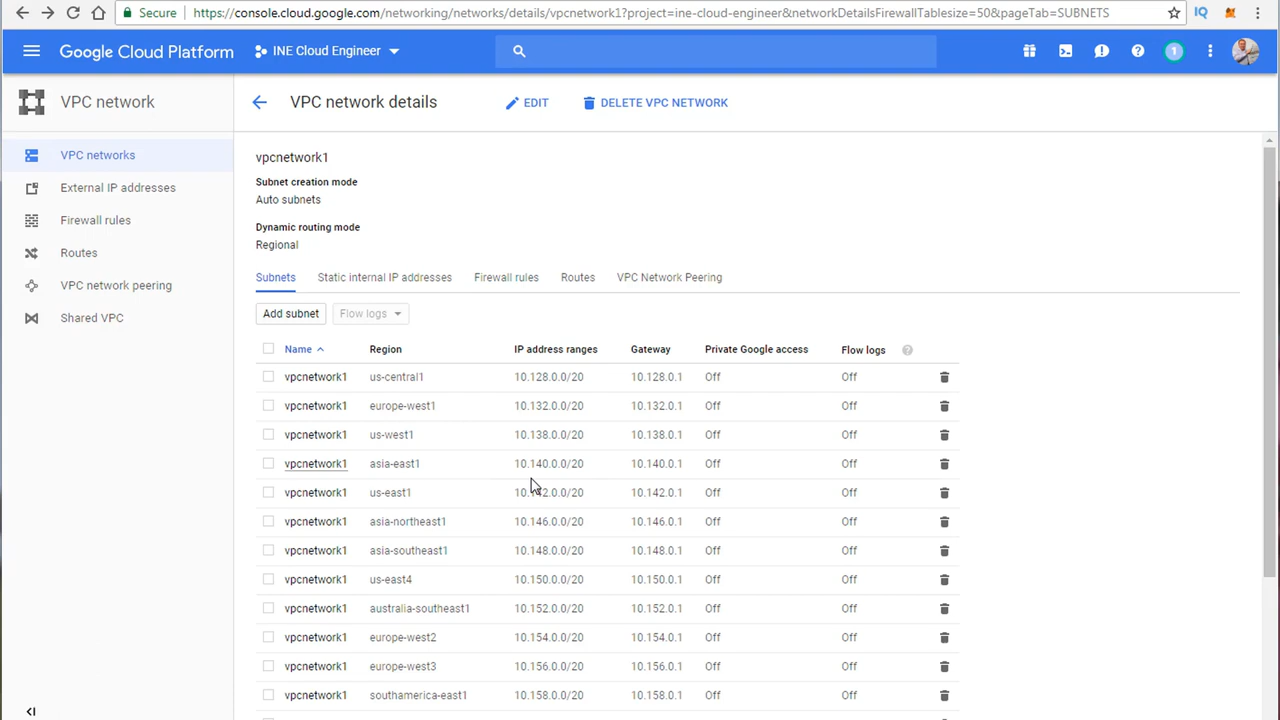 Secure https://console.cloud.google.com/networking/networks/details/vpcnetwork1?project=ine-cloud-engineer&networkDetailsFirewallTablesize=50&pageTab=SUBNETS IQ
Google Cloud Platform INE Cloud Engineer 1
VPC network VPC network details EDIT DELETE VPC NETWORK
VPC networks
External IP addresses
Firewall rules
Routes
VPC network peering
Shared VPC
vpcnetwork1
Subnet creation mode
Auto subnets
Dynamic routing mode
Regional
Subnets Static internal IP addresses Firewall rules Routes VPC Network Peering
Add subnet Flow logs
Name Region IP address ranges Gateway Private Google access Flow logs
vpcnetwork1 us-central1 10.128.0.0/20 10.128.0.1 Off Off
vpcnetwork1 europe-west1 10.132.0.0/20 10.132.0.1 Off Off
vpcnetwork1 us-west1 10.138.0.0/20 10.138.0.1 Off Off
vpcnetwork1 asia-east1 10.140.0.0/20 10.140.0.1 Off Off
vpcnetwork1 us-east1 10.142.0.0/20 10.142.0.1 Off Off
vpcnetwork1 asia-northeast1 10.146.0.0/20 10.146.0.1 Off Off
vpcnetwork1 asia-southeast1 10.148.0.0/20 10.148.0.1 Off Off
vpcnetwork1 us-east4 10.150.0.0/20 10.150.0.1 Off Off
vpcnetwork1 australia-southeast1 10.152.0.0/20 10.152.0.1 Off Off
vpcnetwork1 europe-west2 10.154.0.0/20 10.154.0.1 Off Off
vpcnetwork1 europe-west3 10.156.0.0/20 10.156.0.1 Off Off
vpcnetwork1 southamerica-east1 10.158.0.0/20 10.158.0.1 Off Off